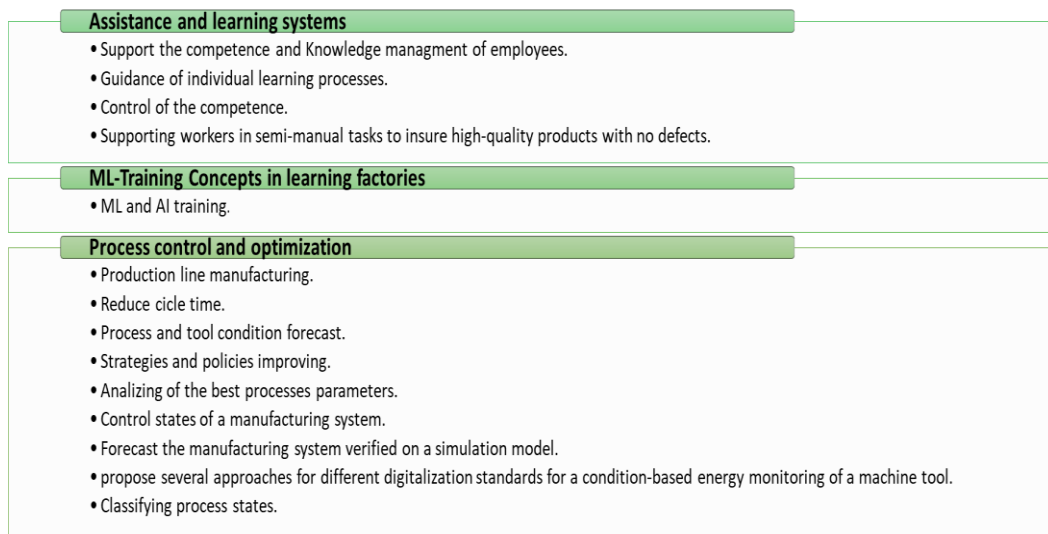 Assistance and learning systems
• Support the competence and Knowledge managment of employees.
• Guidance of individual learning processes.
• Control of the competence.
• Supporting workers in semi-manual tasks to insure high-quality products with no defects.
ML-Training Concepts in learning factories
• ML and AI training.
Process control and optimization
• Production line manufacturing.
• Reduce cicle time.
• Process and tool condition forecast.
• Strategies and policies improving.
• Analizing of the best processes parameters.
• Control states of a manufacturing system.
• Forecast the manufacturing system verified on a simulation model.
• propose several approaches for different digitalization standards for a condition-based energy monitoring of a machine tool.
• Classifying process states.